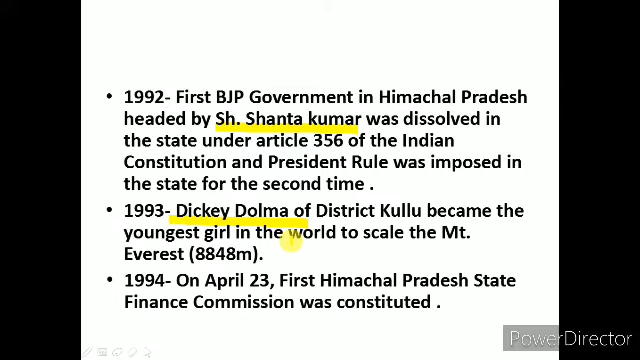 • 1992- First BJP Government in Himachal Pradesh
headed by Sh. Shanta kumar was dissolved in
the state under article 356 of the Indian
Constitution and President Rule was imposed in
the state for the second time .
• 1993- Dickey Dolma of District Kullu became the
youngest girl in the world to scale the Mt.
Everest (8848m).
• 1994- On April 23, First Himachal Pradesh State
Finance Commission was constituted .
PowerDirector